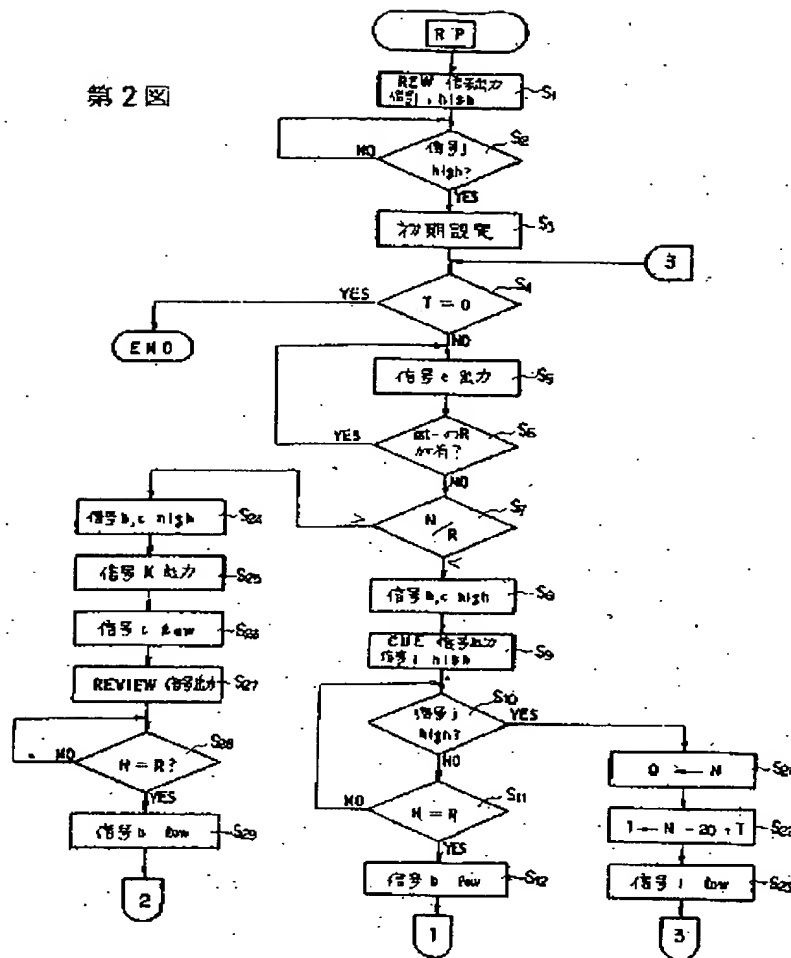 第2図
RP
REW 信号出力
信号i, high
S1
信号j
high?
S2
NO
YES
初期設定
S3
3
T = 0
S4
YES
NO
END
信号e 出力
S5
R
が有?
S6
YES
NO
N/R
S7
>
<
信号b,c high
S24
信号K出力
S25
信号c low
REVIEW 信号出力
S27
N=R?
S28
NO
YES
信号b low
S29
2
信号b,c high
S8
CUE 信号出力
信号i high
S9
信号j
high?
S10
YES
NO
N=R
S11
NO
YES
信号b low
S12
1
← N
S21
T ← N - 20 + T
S22
信号i low
S23
3